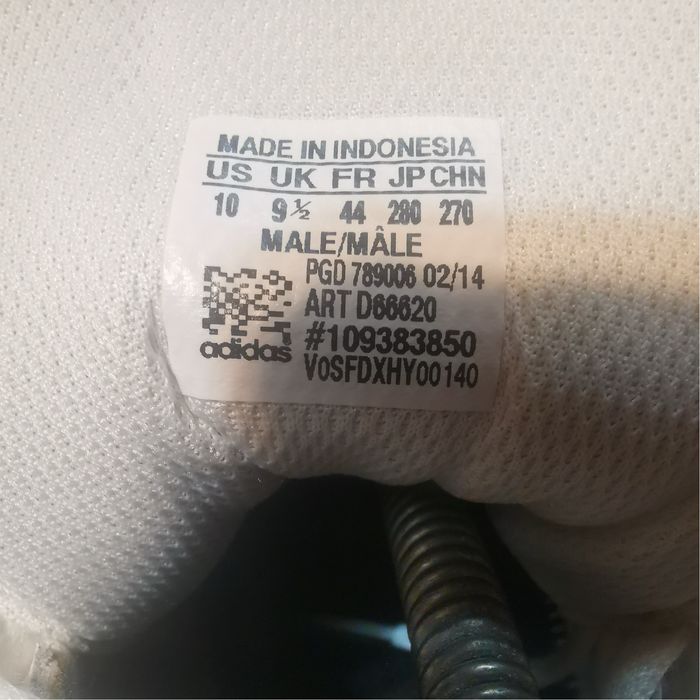 MADE IN INDONESIA
US UK FR JP CHN
10 9½ 44 280 270
MALE/MÂLE
PGD 789006 02/14
ART D66620
#109383850
adidas V0SFDXHY00140